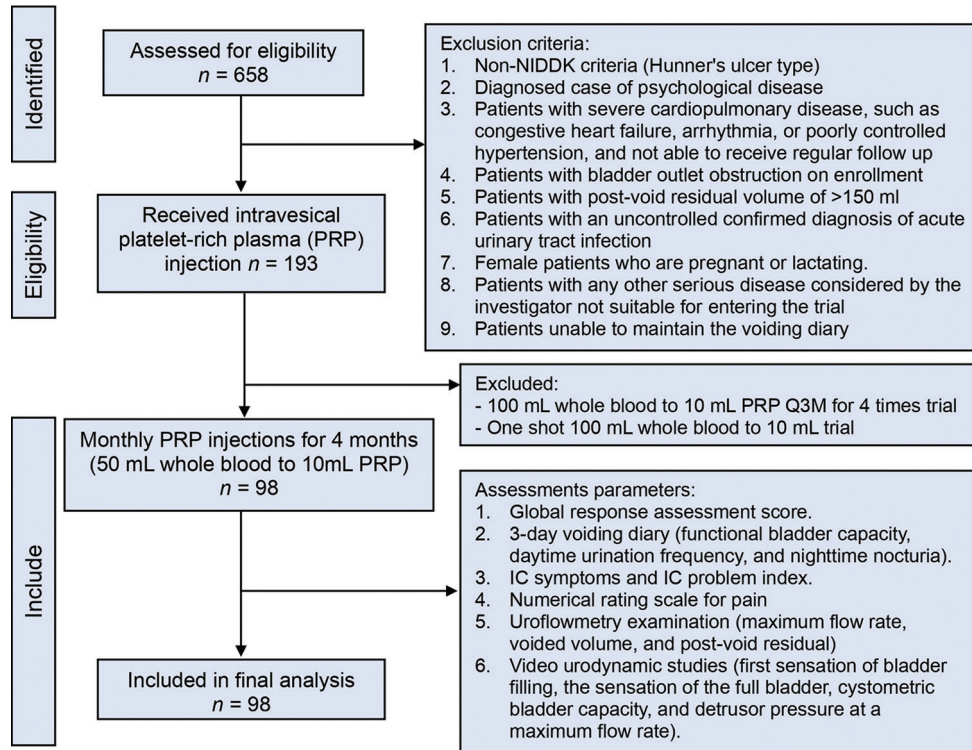 Identified
Assessed for eligibility
n = 658
Exclusion criteria:
1. Non-NIDDK criteria (Hunner's ulcer type)
2. Diagnosed case of psychological disease
3. Patients with severe cardiopulmonary disease, such as
congestive heart failure, arrhythmia, or poorly controlled
hypertension, and not able to receive regular follow up
4. Patients with bladder outlet obstruction on enrollment
5. Patients with post-void residual volume of >150 ml
6. Patients with an uncontrolled confirmed diagnosis of acute
urinary tract infection
7. Female patients who are pregnant or lactating.
8. Patients with any other serious disease considered by the
investigator not suitable for entering the trial
9. Patients unable to maintain the voiding diary
Eligibility
Received intravesical
platelet-rich plasma (PRP)
injection n = 193
Excluded:
- 100 mL whole blood to 10 mL PRP Q3M for 4 times trial
- One shot 100 mL whole blood to 10 mL trial
Include
Monthly PRP injections for 4 months
(50 mL whole blood to 10mL PRP)
n = 98
Assessments parameters:
1. Global response assessment score.
2. 3-day voiding diary (functional bladder capacity,
daytime urination frequency, and nighttime nocturia).
3. IC symptoms and IC problem index.
4. Numerical rating scale for pain
5. Uroflowmetry examination (maximum flow rate,
voided volume, and post-void residual)
6. Video urodynamic studies (first sensation of bladder
filling, the sensation of the full bladder, cystometric
bladder capacity, and detrusor pressure at a
maximum flow rate).
Included in final analysis
n = 98